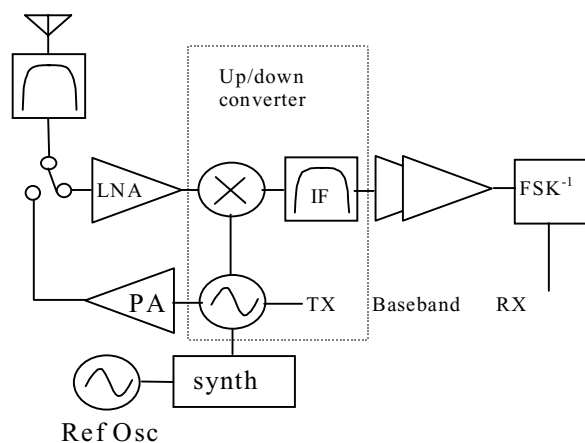 Up/down
converter
LNA
IF
FSK-1
PA
TX
Baseband
RX
synth
Ref Osc